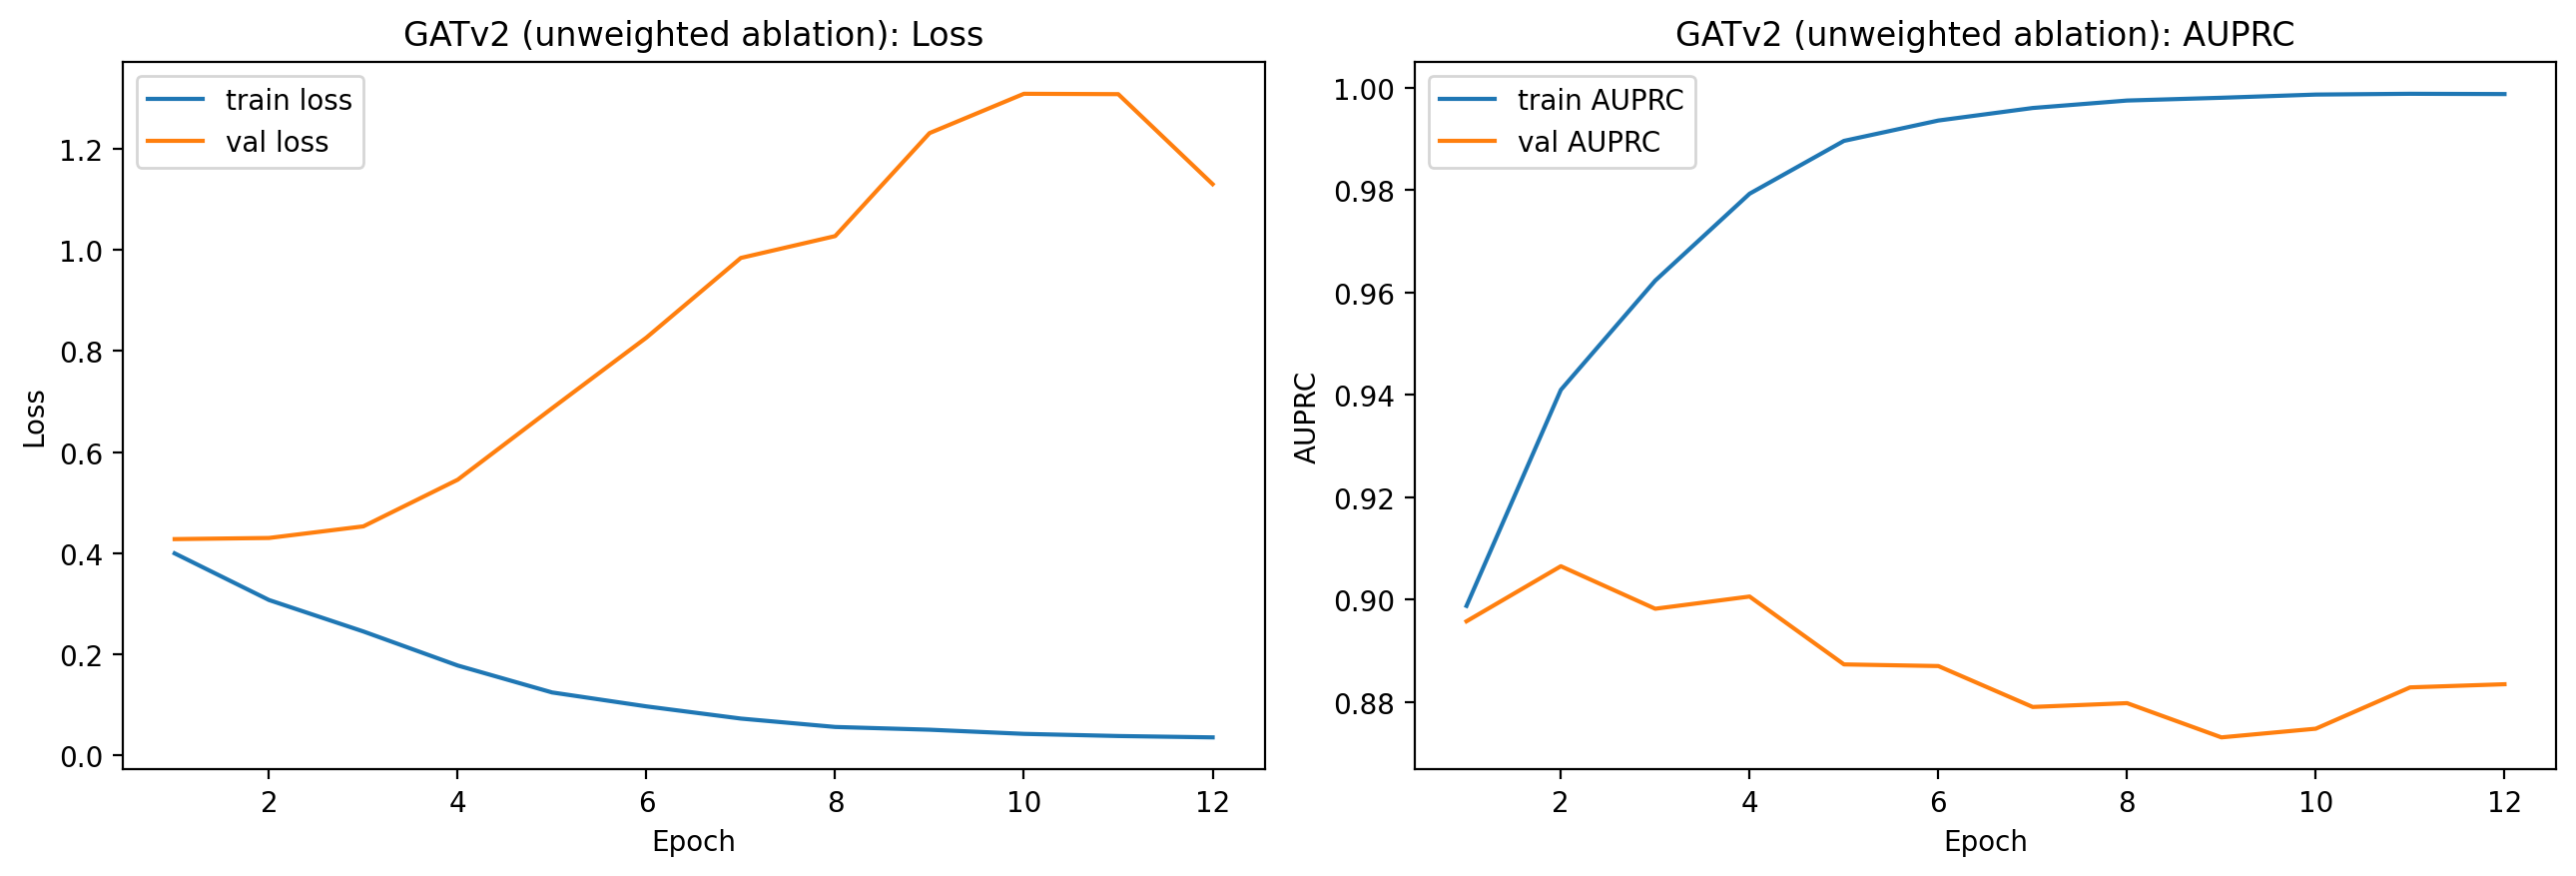 GATv2 (unweighted ablation): Loss
train loss
val loss
1.2
1.0
0.8
0.6
0.4
0.2
0.0
Loss
2 4 6 8 10 12
Epoch
GATv2 (unweighted ablation): AUPRC
train AUPRC
val AUPRC
1.00
0.98
0.96
0.94
0.92
0.90
0.88
AUPRC
2 4 6 8 10 12
Epoch